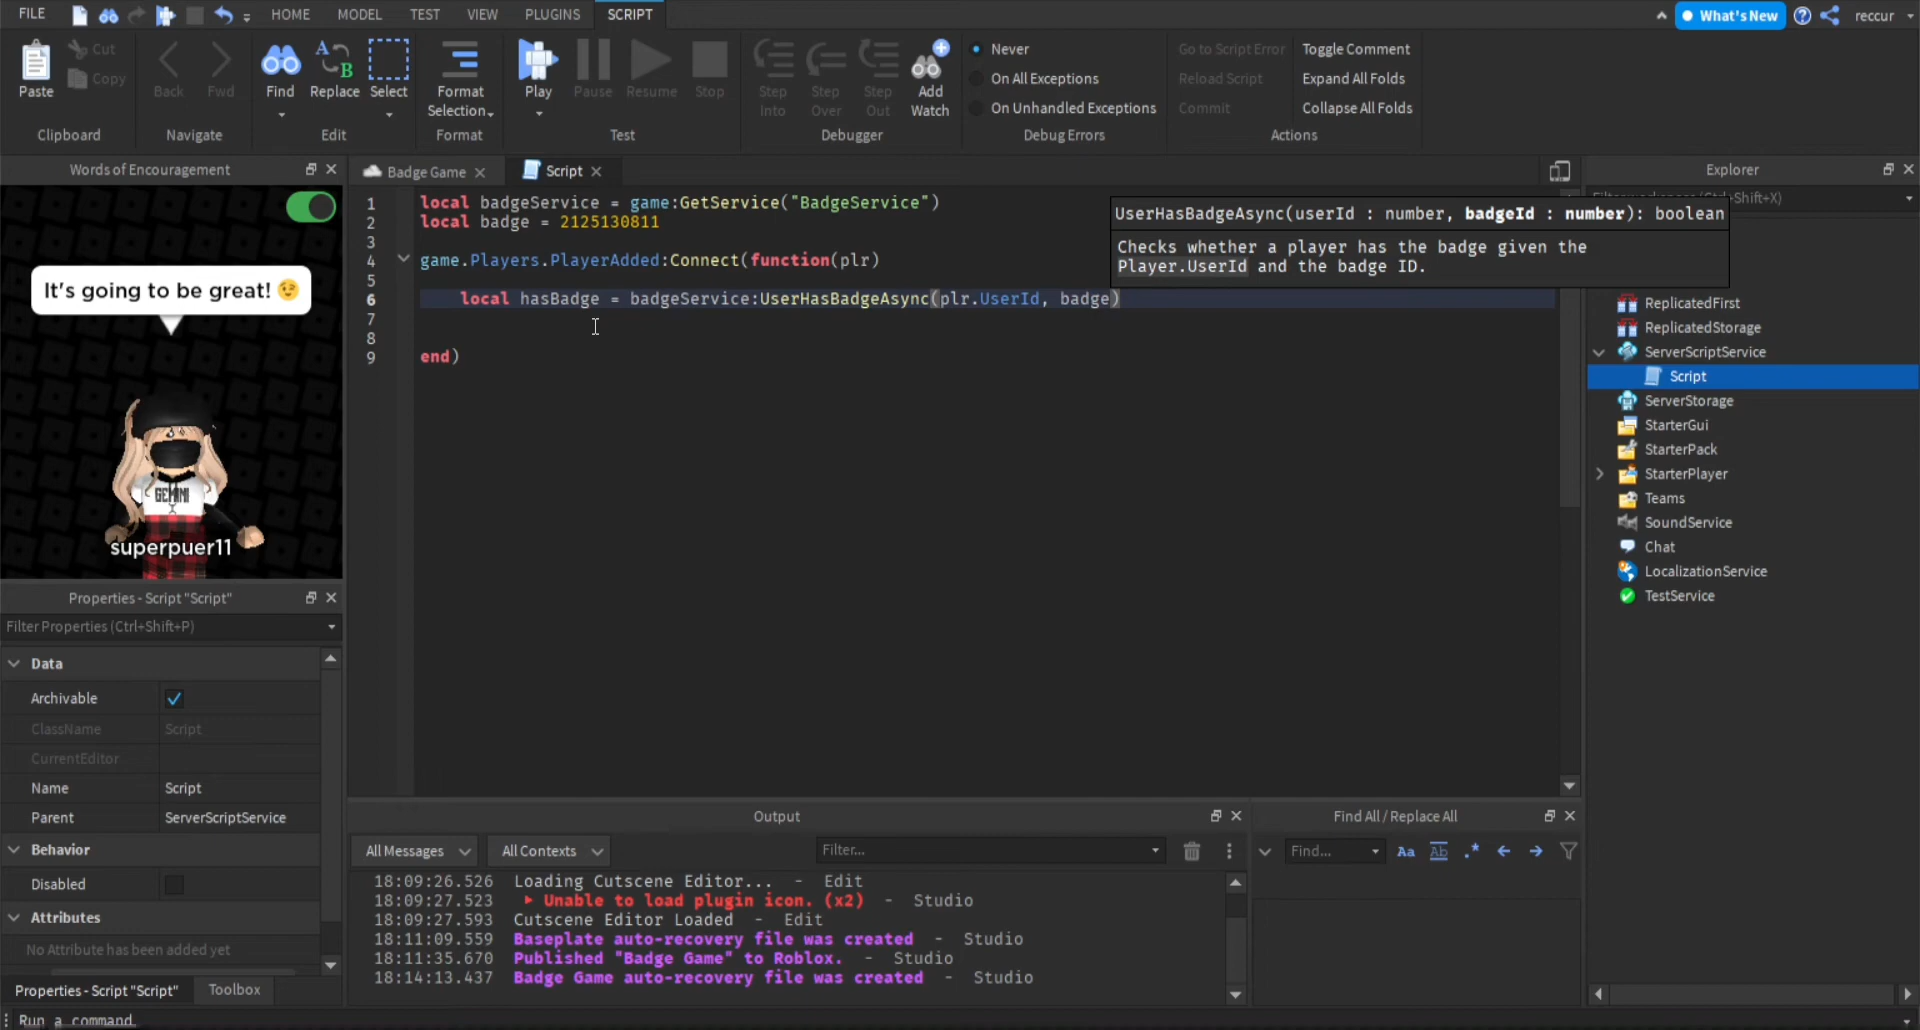 FILE
HOME
MODEL
TEST
VIEW
PLUGINS
SCRIPT
What's New
reccur
Paste
Cut
Copy
Clipboard
Back
Fwd
Navigate
Find
Replace
Select
Edit
Format
Selection
Format
Play
Pause
Resume
Stop
Test
Step
Into
Step
Over
Step
Out
Add
Watch
Debugger
Never
On All Exceptions
On Unhandled Exceptions
Debug Errors
Go to Script Error
Reload Script
Commit
Toggle Comment
Expand All Folds
Collapse All Folds
Actions
Words of Encouragement
It's going to be great! 😉
GEMINI
superpuer11
Badge Game
Script
1 local badgeService = game:GetService("BadgeService")
2 local badge = 2125130811
3
4 game.Players.PlayerAdded:Connect(function(plr)
5
6 local hasBadge = badgeService:UserHasBadgeAsync(plr.UserId, badge)
7
8
9 end)
UserHasBadgeAsync(userId : number, badgeId : number): boolean
Checks whether a player has the badge given the
Player.UserId and the badge ID.
Explorer
ReplicatedFirst
ReplicatedStorage
ServerScriptService
Script
ServerStorage
StarterGui
StarterPack
StarterPlayer
Teams
SoundService
Chat
LocalizationService
TestService
Properties - Script "Script"
Filter Properties (Ctrl+Shift+P)
Data
Archivable
ClassName Script
CurrentEditor
Name Script
Parent ServerScriptService
Behavior
Disabled
Attributes
No Attribute has been added yet
Properties - Script "Script"
Toolbox
Run a command
Output
All Messages
All Contexts
Filter...
18:09:26.526 Loading Cutscene Editor... - Edit
18:09:27.523 Unable to load plugin icon. (x2) - Studio
18:09:27.593 Cutscene Editor Loaded - Edit
18:11:09.559 Baseplate auto-recovery file was created - Studio
18:11:35.670 Published "Badge Game" to Roblox. - Studio
18:14:13.437 Badge Game auto-recovery file was created - Studio
Find All / Replace All
Find...
Aa
Ab
.*